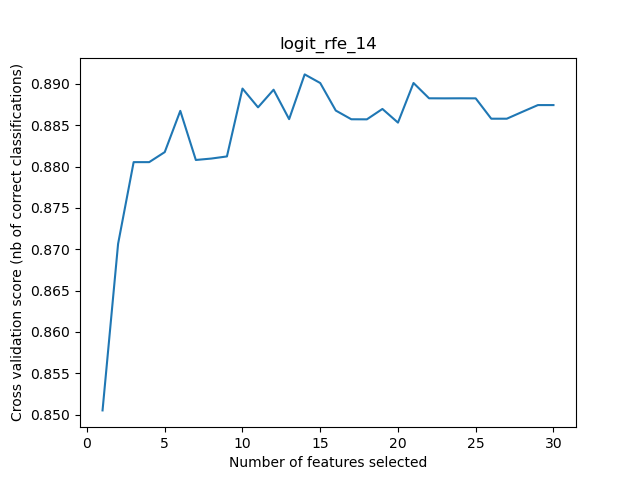 logit_rfe_14
Cross validation score (nb of correct classifications)
0.890
0.885
0.880
0.875
0.870
0.865
0.860
0.855
0.850
0 5 10 15 20 25 30
Number of features selected